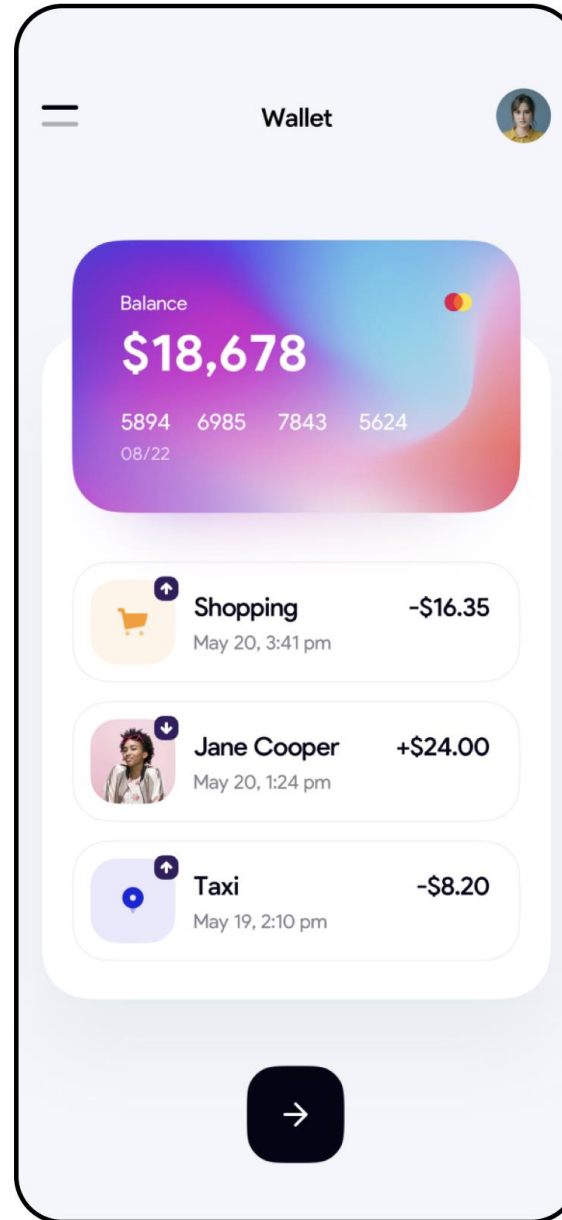 Wallet
Balance
$18,678
5894 6985 7843 5624
08/22
Shopping -$16.35
May 20, 3:41 pm
Jane Cooper +$24.00
May 20, 1:24 pm
Taxi -$8.20
May 19, 2:10 pm